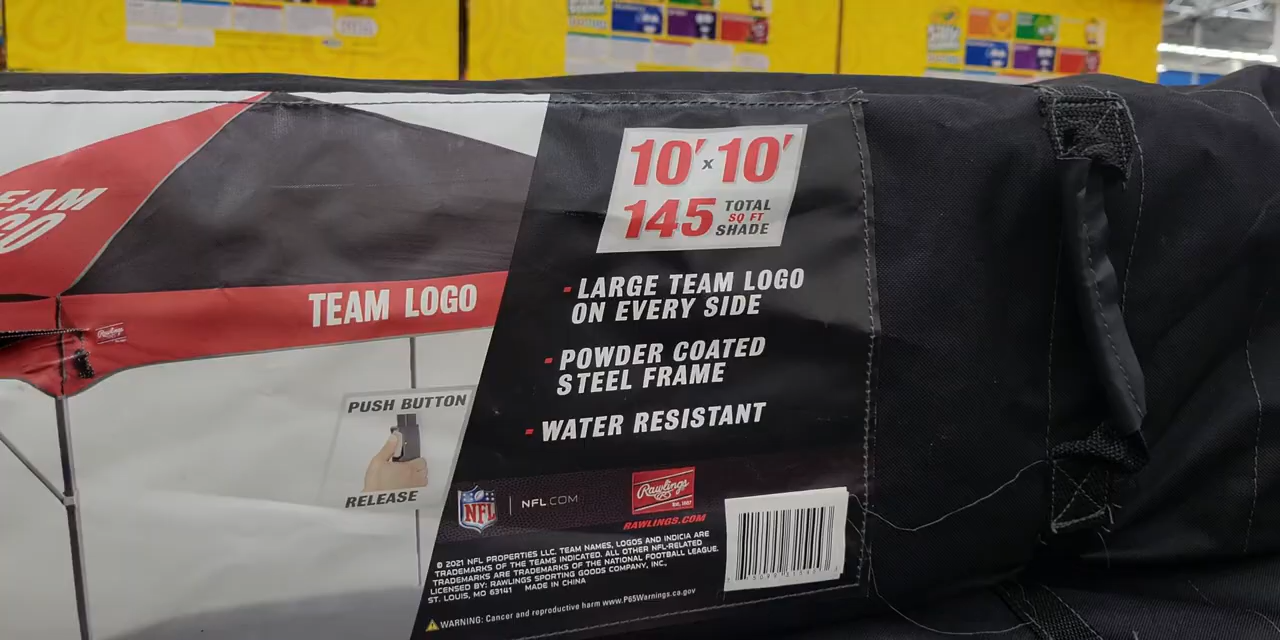 10' x 10'
145 TOTAL SQ FT SHADE
- LARGE TEAM LOGO
ON EVERY SIDE
- POWDER COATED
STEEL FRAME
- WATER RESISTANT
TEAM LOGO
Rawlings
PUSH BUTTON
RELEASE
NFL | NFL.COM
Rawlings
EST. 1887
RAWLINGS.COM
© 2021 NFL PROPERTIES LLC. TEAM NAMES, LOGOS AND INDICIA ARE
TRADEMARKS OF THE TEAMS INDICATED. ALL OTHER NFL-RELATED
TRADEMARKS ARE TRADEMARKS OF THE NATIONAL FOOTBALL LEAGUE.
LICENSED BY: RAWLINGS SPORTING GOODS COMPANY, INC.,
ST. LOUIS, MO 63141 MADE IN CHINA
WARNING: Cancer and reproductive harm www.P65Warnings.ca.gov